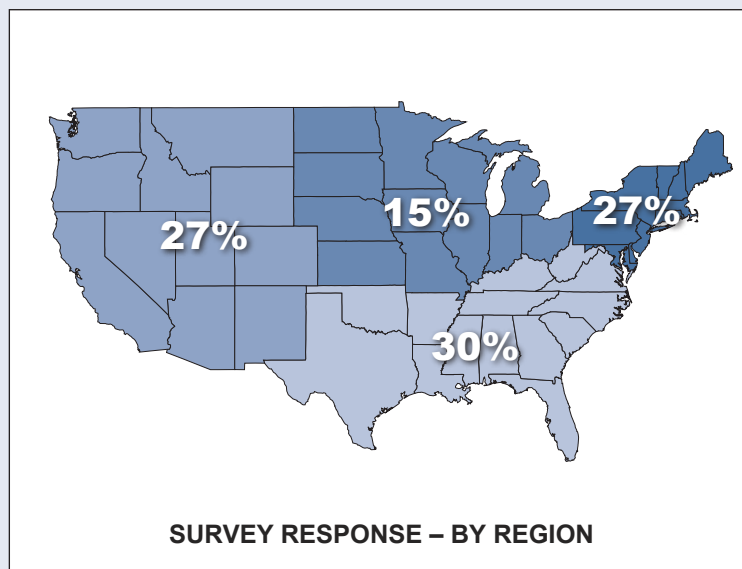 27%
15%
27%
30%
SURVEY RESPONSE – BY REGION